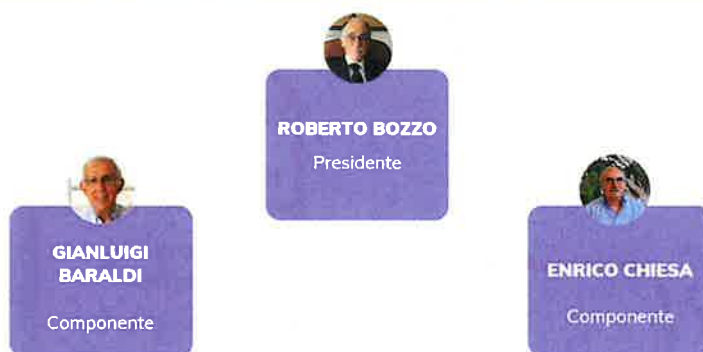 ROBERTO BOZZO
Presidente
GIANLUIGI
BARALDI
Componente
ENRICO CHIESA
Componente